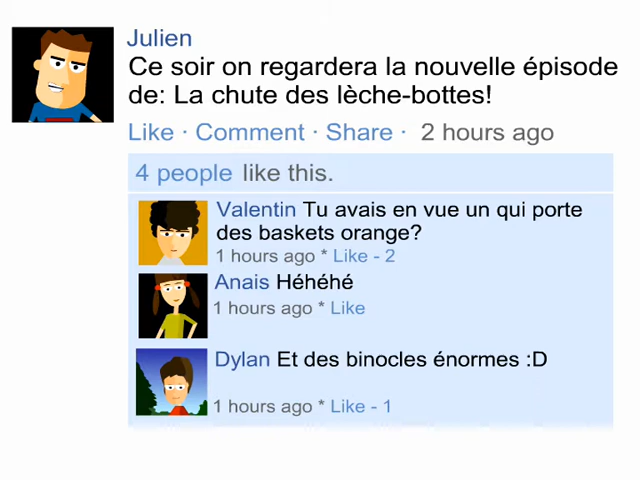 Julien
Ce soir on regardera la nouvelle épisode
de: La chute des lèche-bottes!
Like · Comment · Share · 2 hours ago
4 people like this.
Valentin Tu avais en vue un qui porte
des baskets orange?
1 hours ago * Like - 2
Anais Héhéhé
1 hours ago * Like
Dylan Et des binocles énormes :D
1 hours ago * Like - 1